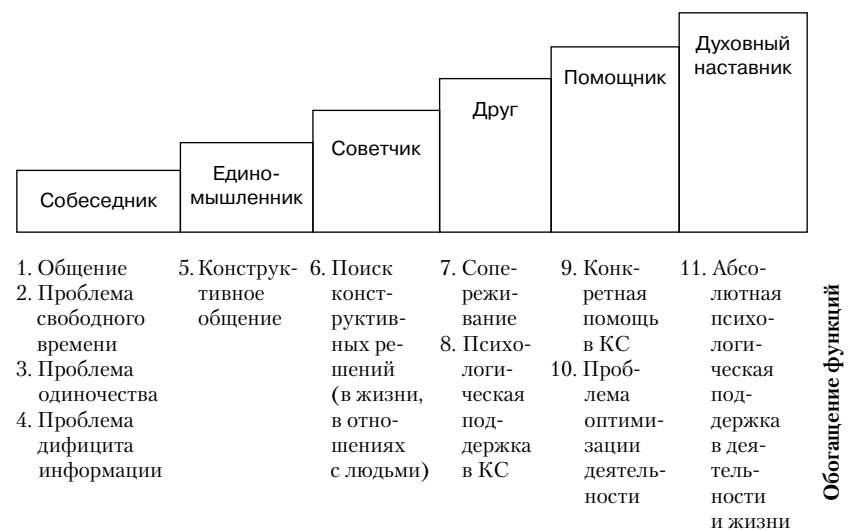 Собеседник
Едино-
мышленник
Советчик
Друг
Помощник
Духовный
наставник
1. Общение
2. Проблема
свободного
времени
3. Проблема
одиночества
4. Проблема
дифицита
информации
5. Конструк-
тивное
общение
6. Поиск
конст-
руктив-
ных ре-
шений
(в жизни,
в отно-
шениях
с людьми)
7. Сопе-
режи-
вание
8. Психо-
логи-
ческая
под-
держка
в КС
9. Конк-
ретная
помощь
в КС
10. Проб-
лема
оптими-
зации
деятель-
ности
11. Абсо-
лютная
психо-
логи-
ческая
под-
держка
в дея-
тель-
ности
и жизни
Обогащение функций